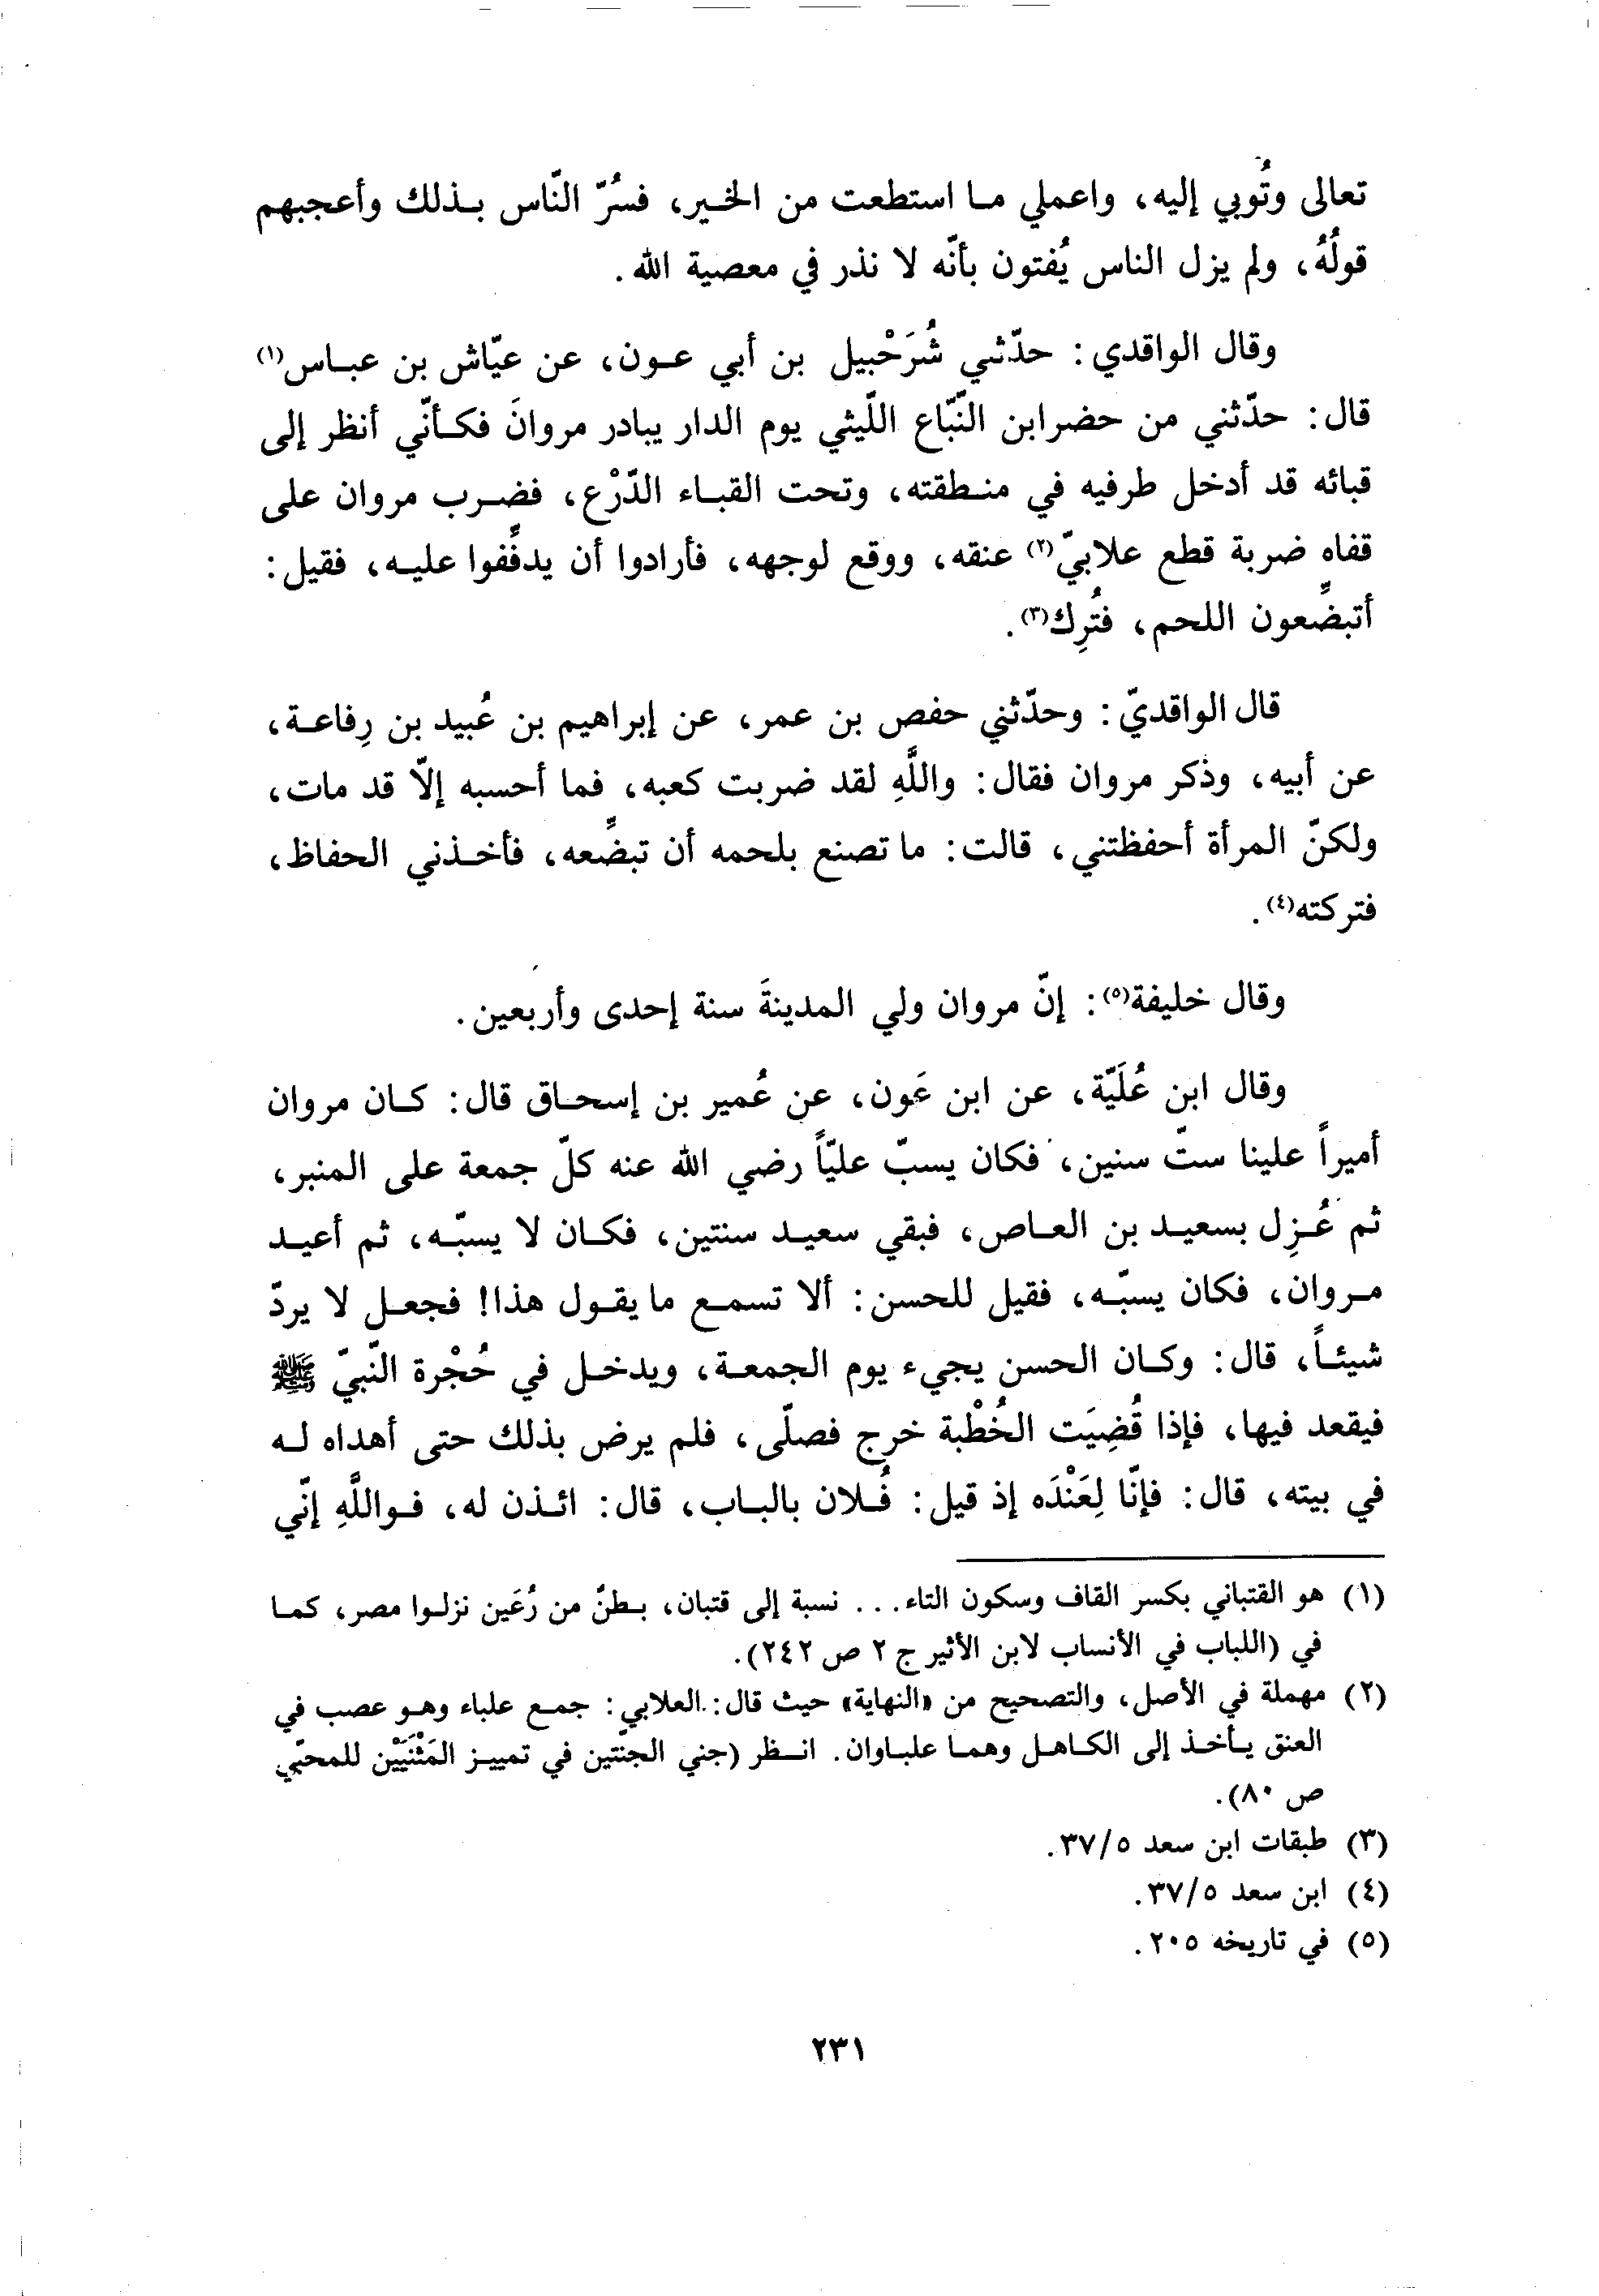 تعالى وتُوبي إليه، واعملي ما استطعت من الخير، فسُرّ النّاس بذلك وأعجبهم
قولُهُ، ولم يزل الناس يُفتون بأنّه لا نذر في معصية الله.
وقال الواقدي: حدّثني شُرَحْبيل بن أبي عون، عن عيّاش بن عباس(١)
قال: حدّثني من حضر ابن النّبّاع اللّيثي يوم الدار يبادر مروانَ فكأنّي أنظر إلى
قبائه قد أدخل طرفيه في منطقته، وتحت القباء الدّرْع، فضرب مروان على
قفاه ضربة قطع علابيّ(٢) عنقه، ووقع لوجهه، فأرادوا أن يدفِّفوا عليه، فقيل:
أتبضِّعون اللحم، فتُرِك(٣).
قال الواقديّ: وحدّثني حفص بن عمر، عن إبراهيم بن عُبيد بن رِفاعة،
عن أبيه، وذكر مروان فقال: واللَّهِ لقد ضربت كعبه، فما أحسبه إلّا قد مات،
ولكنّ المرأة أحفظتني، قالت: ما تصنع بلحمه أن تبضِّعه، فأخذني الحفاظ،
فتركته(٤).
وقال خليفة(٥): إنّ مروان ولي المدينةَ سنة إحدى وأربعين.
وقال ابن عُلَيّة، عن ابن عَون، عن عُمير بن إسحاق قال: كان مروان
أميراً علينا ستّ سنين، فكان يسبّ عليّاً رضي الله عنه كلّ جمعة على المنبر،
ثم عُزِل بسعيد بن العاص، فبقي سعيد سنتين، فكان لا يسبّه، ثم أعيد
مروان، فكان يسبّه، فقيل للحسن: ألا تسمع ما يقول هذا! فجعل لا يردّ
شيئاً، قال: وكان الحسن يجيء يوم الجمعة، ويدخل في حُجْرة النّبيّ ﷺ
فيقعد فيها، فإذا قُضِيَت الخُطْبة خرج فصلّى، فلم يرض بذلك حتى أهداه له
في بيته، قال: فإنّا لِعَنْدَه إذ قيل: فُلان بالباب، قال: ائذن له، فواللَّهِ إنّي
(١) هو القتباني بكسر القاف وسكون التاء... نسبة إلى قتبان، بطنّ من رُعَين نزلوا مصر، كما
في (اللباب في الأنساب لابن الأثير ج ٢ ص ٢٤٢).
(٢) مهملة في الأصل، والتصحيح من «النهاية» حيث قال: العلابي: جمع علباء وهو عصب في
العنق يأخذ إلى الكاهل وهما علباوان. انظر (جني الجنّتين في تمييز المَثْنَيَيْن للمحبّي
ص ٨٠).
(٣) طبقات ابن سعد ٥/‏٣٧.
(٤) ابن سعد ٥/‏٣٧.
(٥) في تاريخه ٢٠٥.
٢٣١